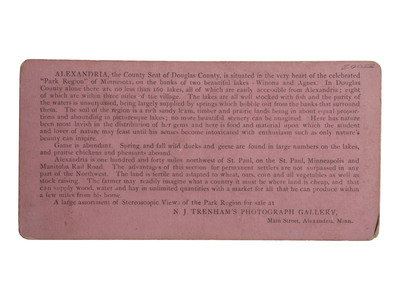 ALEXANDRIA, the County Seat of Douglas County, is situated in the very heart of the celebrated
"Park Region" of Minnesota, on the banks of two beautiful lakes—Winona and Agnes. In Douglas
County alone there are no less than 160 lakes, all of which are easily accessible from Alexandria; eight
of which are within three miles of the village. The lakes are all well stocked with fish and the purity of
the waters is unsurpassed, being largely supplied by springs which bubble out from the banks that surround
them. The soil of the region is a rich sandy loam, timber and prairie lands being in about equal propor-
tions and abounding in picturesque lakes; no more beautiful scenery can be imagined. Here has nature
been most lavish in the distribution of her gems and here is food and material upon which the student
and lover of nature may feast until his senses become intoxicated with enthusiasm such as only nature's
beauty can inspire.
Game is abundant. Spring and fall wild ducks and geese are found in large numbers on the lakes,
and prairie chickens and pheasants abound.
Alexandria is one hundred and forty miles northwest of St. Paul, on the St. Paul, Minneapolis and
Manitoba Rail Road. The advantages of this section for permanent settlers are not surpassed in any
part of the Northwest. The land is fertile and adapted to wheat, oats, corn and all vegetables as well as
stock raising. The farmer may readily imagine what a country it must be where land is cheap, and that
can supply wood, water and hay in unlimited quantities with a market for all that he can produce within
a few miles from his home.
A large assortment of Stereoscopic Views of the Park Region for sale at
N. J. TRENHAM'S PHOTOGRAPH GALLERY,
Main Street, Alexandria, Minn.